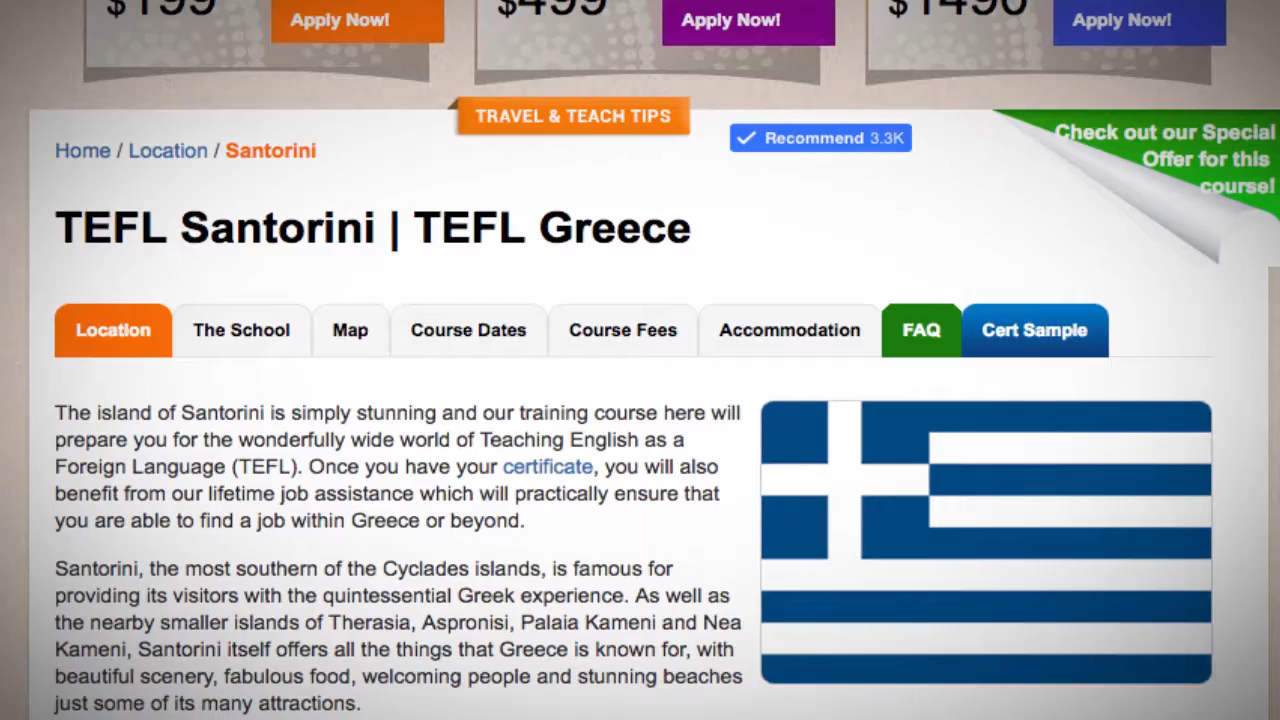 $199
Apply Now!
$499
Apply Now!
$1490
Apply Now!
TRAVEL & TEACH TIPS
Recommend 3.3K
Check out our Special
Offer for this
course!
Home / Location / Santorini
TEFL Santorini | TEFL Greece
Location
The School
Map
Course Dates
Course Fees
Accommodation
FAQ
Cert Sample
The island of Santorini is simply stunning and our training course here will
prepare you for the wonderfully wide world of Teaching English as a
Foreign Language (TEFL). Once you have your certificate, you will also
benefit from our lifetime job assistance which will practically ensure that
you are able to find a job within Greece or beyond.
Santorini, the most southern of the Cyclades islands, is famous for
providing its visitors with the quintessential Greek experience. As well as
the nearby smaller islands of Therasia, Aspronisi, Palaia Kameni and Nea
Kameni, Santorini itself offers all the things that Greece is known for, with
beautiful scenery, fabulous food, welcoming people and stunning beaches
just some of its many attractions.